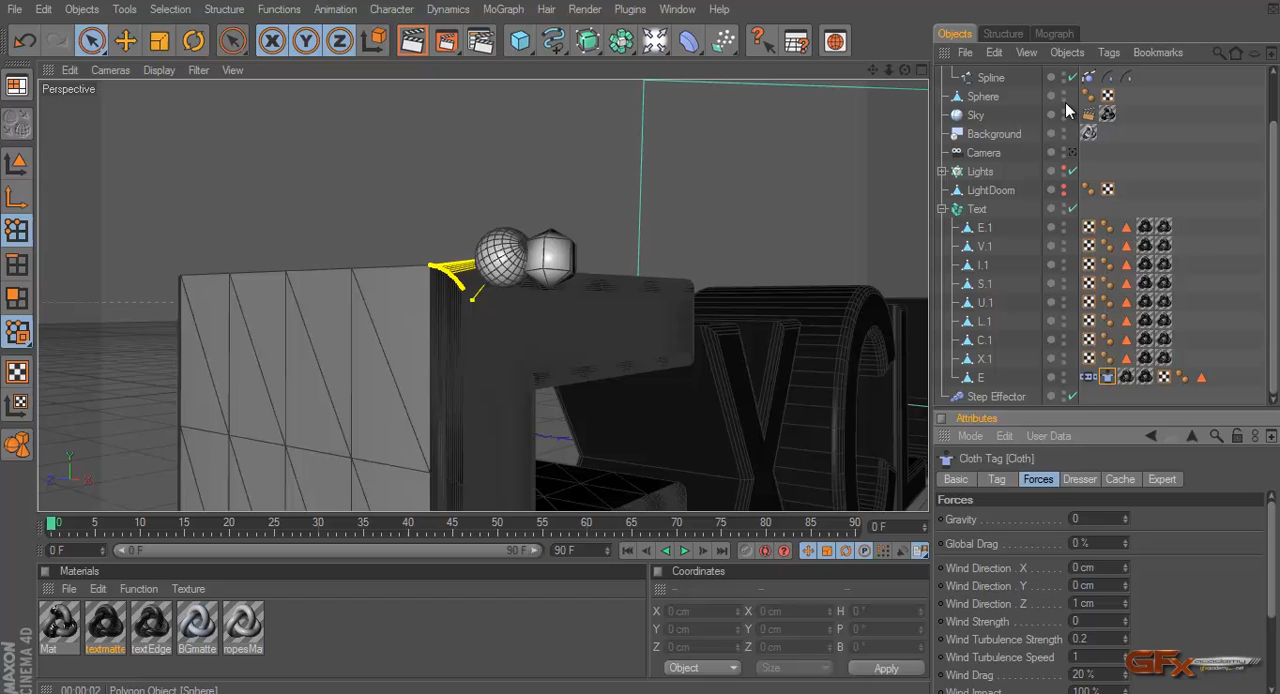 File Edit Objects Tools Selection Structure Functions Animation Character Dynamics MoGraph Hair Render Plugins Window Help
X Y Z
Objects Structure Mograph
File Edit View Objects Tags Bookmarks
Edit Cameras Display Filter View
Perspective
Spline
Sphere
Sky
Background
Camera
Lights
LightDoom
Text
E.1
V.1
I.1
S.1
U.1
L.1
C.1
X.1
E
Step Effector
Attributes
Mode Edit User Data
Cloth Tag [Cloth]
Basic Tag Forces Dresser Cache Expert
Forces
Gravity 0
Global Drag 0 %
Wind Direction . X 0 cm
Wind Direction . Y 0 cm
Wind Direction . Z 1 cm
Wind Strength 0
Wind Turbulence Strength 0.2
Wind Turbulence Speed 1
Wind Drag 20 %
Wind Impact 100 %
Y X Z
0 5 10 15 20 25 30 35 40 45 50 55 60 65 70 75 80 85 90 0 F
0 F 0 F 90 F 90 F
Materials
File Edit Function Texture
Mat textmatte textEdge BGmatte ropesMa
Coordinates
X 0 cm X 0 cm H 0 °
Y 0 cm Y 0 cm P 0 °
Z 0 cm Z 0 cm B 0 °
Object Size Apply
MAXON CINEMA 4D
00:00:02 Polygon Object [Sphere]
GFx academy